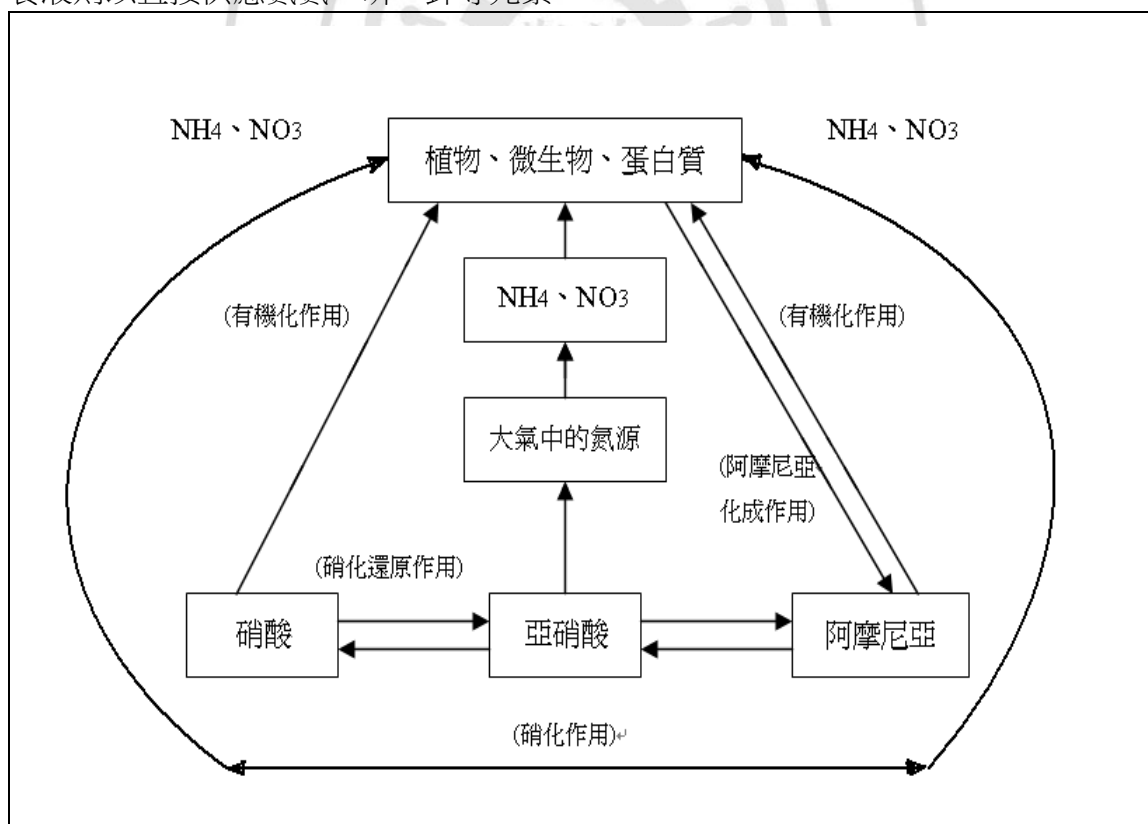 NH4、NO3
NH4、NO3
植物、微生物、蛋白質
NH4、NO3
(有機化作用)
(有機化作用)
大氣中的氮源
(阿摩尼亞
化成作用)
(硝化還原作用)
硝酸
亞硝酸
阿摩尼亞
(硝化作用)